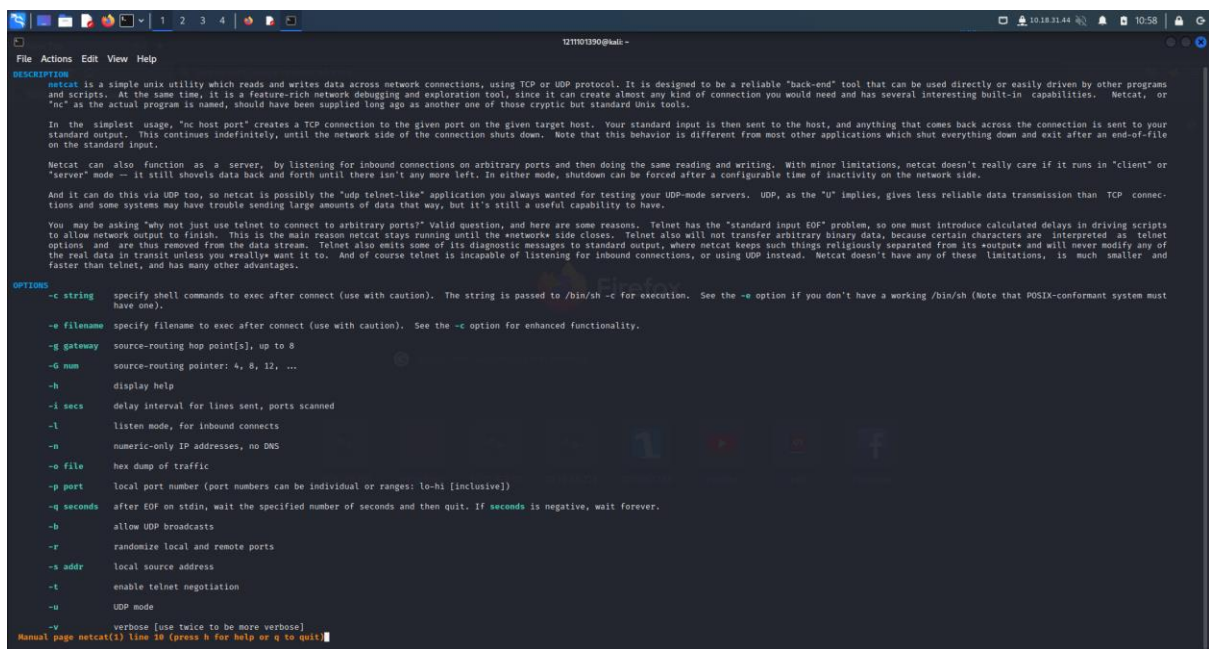 1 2 3 4
10.18.31.44
10:58
1211101390@kali: ~
File Actions Edit View Help
DESCRIPTION
netcat is a simple unix utility which reads and writes data across network connections, using TCP or UDP protocol. It is designed to be a reliable "back-end" tool that can be used directly or easily driven by other programs
and scripts. At the same time, it is a feature-rich network debugging and exploration tool, since it can create almost any kind of connection you would need and has several interesting built-in capabilities. Netcat, or
"nc" as the actual program is named, should have been supplied long ago as another one of those cryptic but standard Unix tools.
In the simplest usage, "nc host port" creates a TCP connection to the given port on the given target host. Your standard input is then sent to the host, and anything that comes back across the connection is sent to your
standard output. This continues indefinitely, until the network side of the connection shuts down. Note that this behavior is different from most other applications which shut everything down and exit after an end-of-file
on the standard input.
Netcat can also function as a server, by listening for inbound connections on arbitrary ports and then doing the same reading and writing. With minor limitations, netcat doesn't really care if it runs in "client" or
"server" mode — it still shovels data back and forth until there isn't any more left. In either mode, shutdown can be forced after a configurable time of inactivity on the network side.
And it can do this via UDP too, so netcat is possibly the "udp telnet-like" application you always wanted for testing your UDP-mode servers. UDP, as the "U" implies, gives less reliable data transmission than TCP connec-
tions and some systems may have trouble sending large amounts of data that way, but it's still a useful capability to have.
You may be asking "why not just use telnet to connect to arbitrary ports?" Valid question, and here are some reasons. Telnet has the "standard input EOF" problem, so one must introduce calculated delays in driving scripts
to allow network output to finish. This is the main reason netcat stays running until the *network* side closes. Telnet also will not transfer arbitrary binary data, because certain characters are interpreted as telnet
options and are thus removed from the data stream. Telnet also emits some of its diagnostic messages to standard output, where netcat keeps such things religiously separated from its *output* and will never modify any of
the real data in transit unless you *really* want it to. And of course telnet is incapable of listening for inbound connections, or using UDP instead. Netcat doesn't have any of these limitations, is much smaller and
faster than telnet, and has many other advantages.
Firefox
OPTIONS
-c string specify shell commands to exec after connect (use with caution). The string is passed to /bin/sh -c for execution. See the -e option if you don't have a working /bin/sh (Note that POSIX-conformant system must
have one).
-e filename specify filename to exec after connect (use with caution). See the -c option for enhanced functionality.
-g gateway source-routing hop point[s], up to 8
-G num source-routing pointer: 4, 8, 12, ...
-h display help
-i secs delay interval for lines sent, ports scanned
-l listen mode, for inbound connects
-n numeric-only IP addresses, no DNS
-o file hex dump of traffic
-p port local port number (port numbers can be individual or ranges: lo-hi [inclusive])
-q seconds after EOF on stdin, wait the specified number of seconds and then quit. If seconds is negative, wait forever.
-b allow UDP broadcasts
-r randomize local and remote ports
-s addr local source address
-t enable telnet negotiation
-u UDP mode
-v verbose [use twice to be more verbose]
Manual page netcat(1) line 10 (press h for help or q to quit)